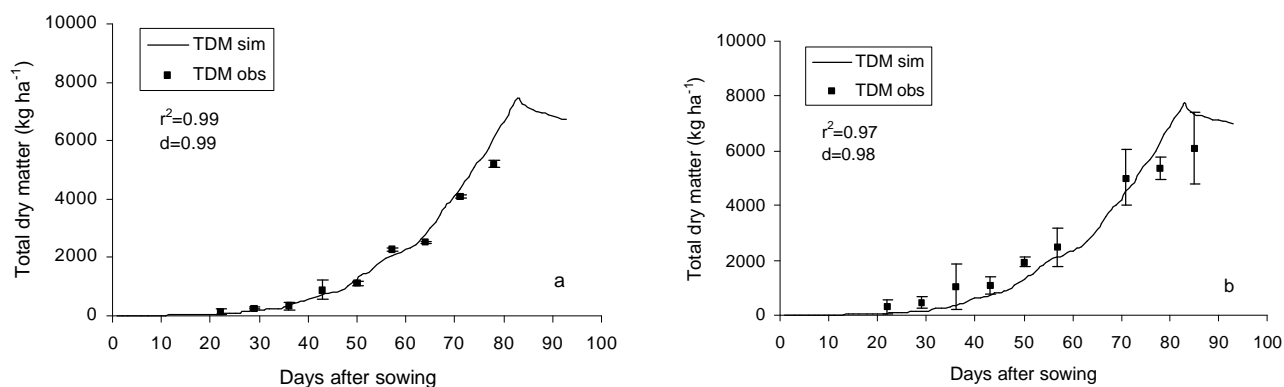 10000
8000
6000
4000
2000
0
Total dry matter (kg ha⁻¹)
TDM sim
TDM obs
r²=0.99
d=0.99
a
0 10 20 30 40 50 60 70 80 90 100
Days after sowing
10000
8000
6000
4000
2000
0
Total dry matter (kg ha⁻¹)
TDM sim
TDM obs
r²=0.97
d=0.98
b
0 10 20 30 40 50 60 70 80 90 100
Days after sowing